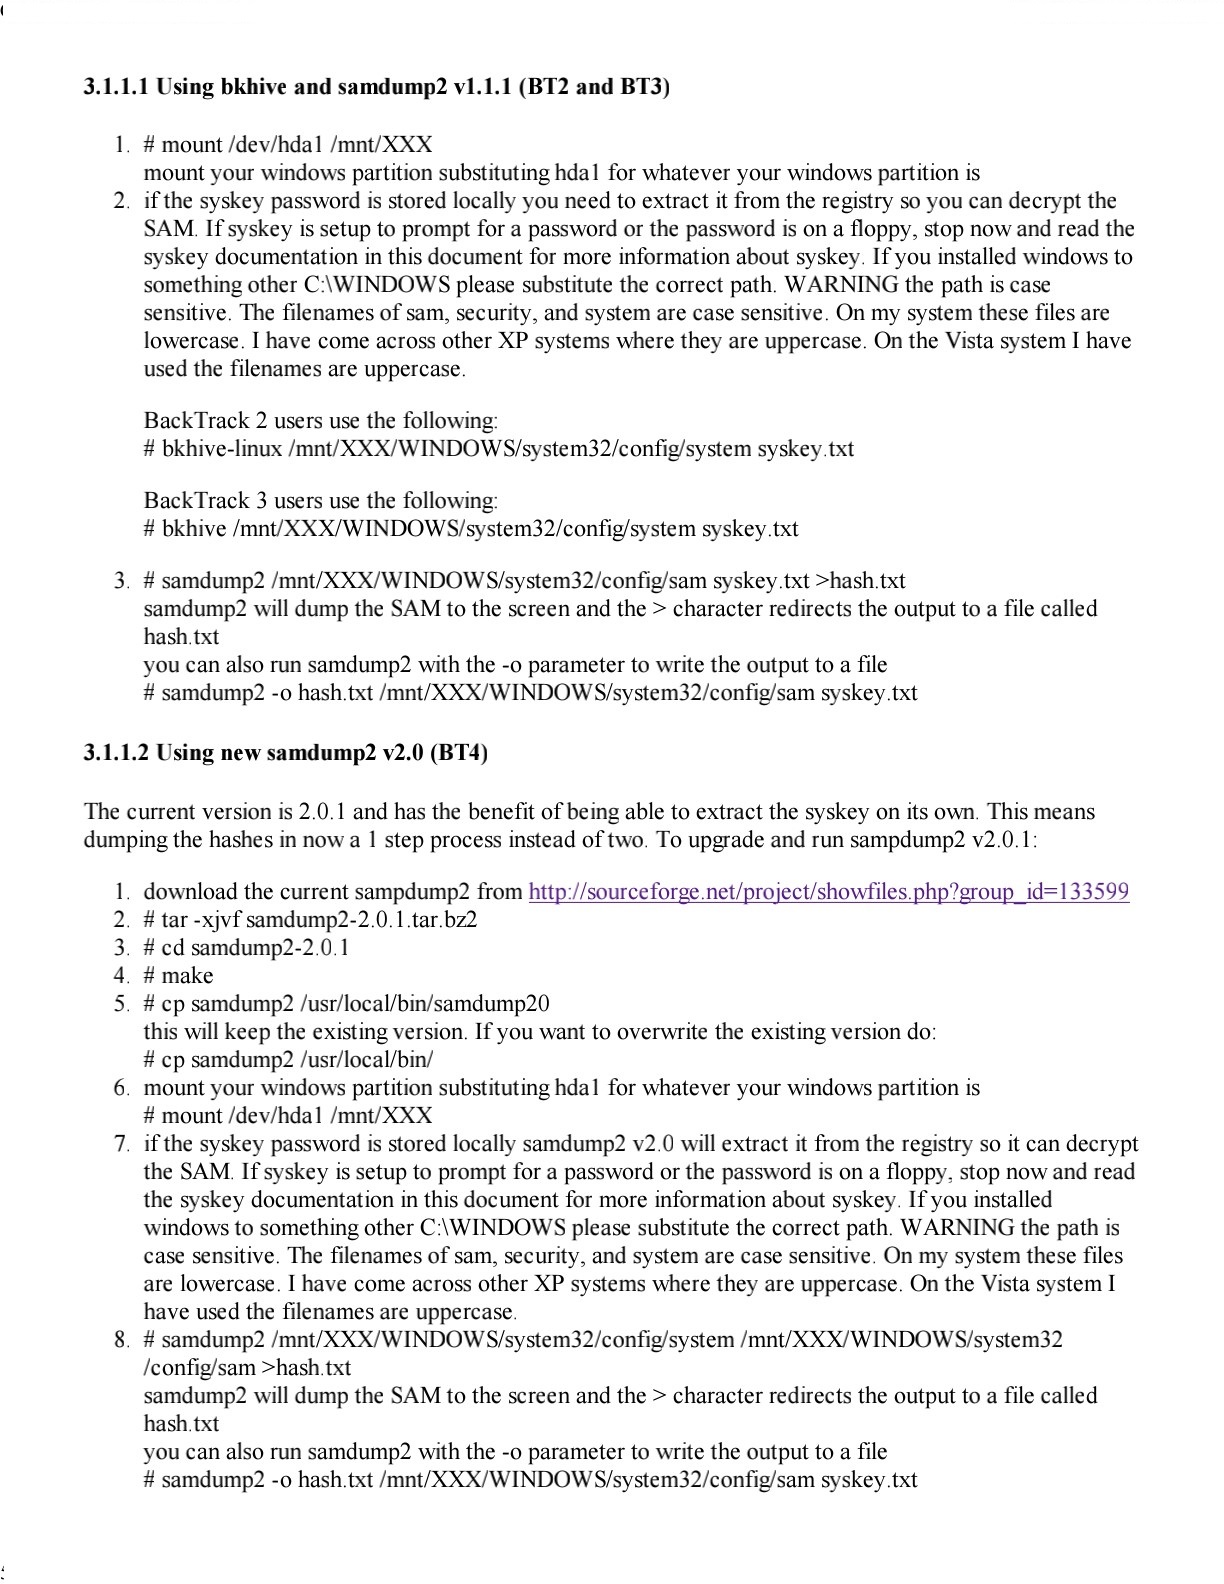 3.1.1.1 Using bkhive and samdump2 v1.1.1 (BT2 and BT3)
1. # mount /dev/hda1 /mnt/XXX
mount your windows partition substituting hda1 for whatever your windows partition is
2. if the syskey password is stored locally you need to extract it from the registry so you can decrypt the
SAM. If syskey is setup to prompt for a password or the password is on a floppy, stop now and read the
syskey documentation in this document for more information about syskey. If you installed windows to
something other C:\WINDOWS please substitute the correct path. WARNING the path is case
sensitive. The filenames of sam, security, and system are case sensitive. On my system these files are
lowercase. I have come across other XP systems where they are uppercase. On the Vista system I have
used the filenames are uppercase.
BackTrack 2 users use the following:
# bkhive-linux /mnt/XXX/WINDOWS/system32/config/system syskey.txt
BackTrack 3 users use the following:
# bkhive /mnt/XXX/WINDOWS/system32/config/system syskey.txt
3. # samdump2 /mnt/XXX/WINDOWS/system32/config/sam syskey.txt >hash.txt
samdump2 will dump the SAM to the screen and the > character redirects the output to a file called
hash.txt
you can also run samdump2 with the -o parameter to write the output to a file
# samdump2 -o hash.txt /mnt/XXX/WINDOWS/system32/config/sam syskey.txt
3.1.1.2 Using new samdump2 v2.0 (BT4)
The current version is 2.0.1 and has the benefit of being able to extract the syskey on its own. This means
dumping the hashes in now a 1 step process instead of two. To upgrade and run sampdump2 v2.0.1:
1. download the current sampdump2 from http://sourceforge.net/project/showfiles.php?group_id=133599
2. # tar -xjvf samdump2-2.0.1.tar.bz2
3. # cd samdump2-2.0.1
4. # make
5. # cp samdump2 /usr/local/bin/samdump20
this will keep the existing version. If you want to overwrite the existing version do:
# cp samdump2 /usr/local/bin/
6. mount your windows partition substituting hda1 for whatever your windows partition is
# mount /dev/hda1 /mnt/XXX
7. if the syskey password is stored locally samdump2 v2.0 will extract it from the registry so it can decrypt
the SAM. If syskey is setup to prompt for a password or the password is on a floppy, stop now and read
the syskey documentation in this document for more information about syskey. If you installed
windows to something other C:\WINDOWS please substitute the correct path. WARNING the path is
case sensitive. The filenames of sam, security, and system are case sensitive. On my system these files
are lowercase. I have come across other XP systems where they are uppercase. On the Vista system I
have used the filenames are uppercase.
8. # samdump2 /mnt/XXX/WINDOWS/system32/config/system /mnt/XXX/WINDOWS/system32
/config/sam >hash.txt
samdump2 will dump the SAM to the screen and the > character redirects the output to a file called
hash.txt
you can also run samdump2 with the -o parameter to write the output to a file
# samdump2 -o hash.txt /mnt/XXX/WINDOWS/system32/config/sam syskey.txt